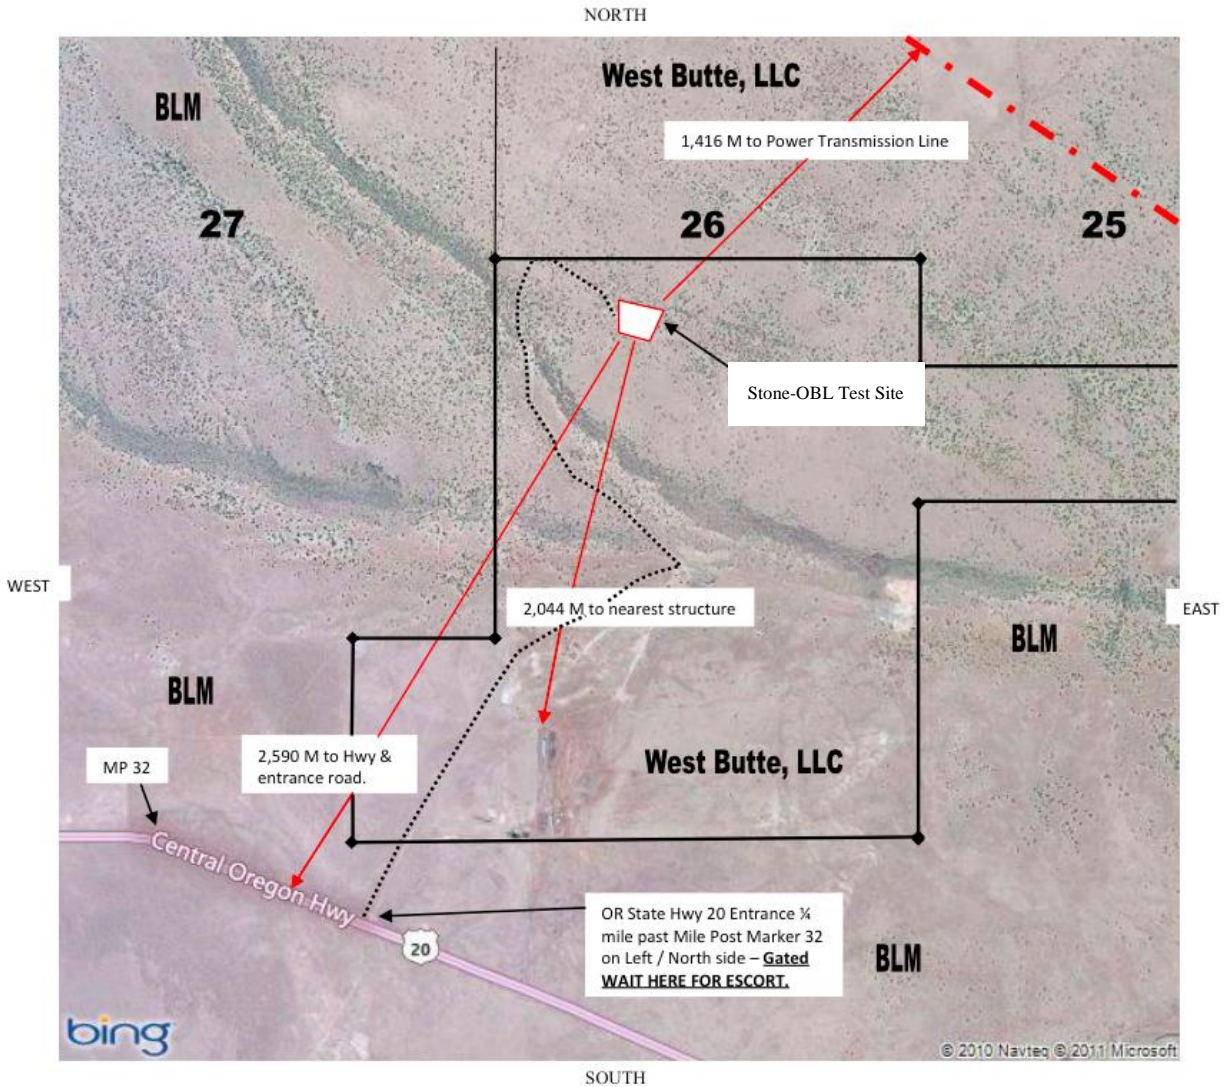 NORTH
West Butte, LLC
BLM
1,416 M to Power Transmission Line
27
26
25
Stone-OBL Test Site
WEST
2,044 M to nearest structure
EAST
BLM
BLM
2,590 M to Hwy &
entrance road.
West Butte, LLC
MP 32
Central Oregon Hwy
20
OR State Hwy 20 Entrance ¼
mile past Mile Post Marker 32
on Left / North side – Gated
WAIT HERE FOR ESCORT.
BLM
bing
© 2010 Navteq © 2011 Microsoft
SOUTH